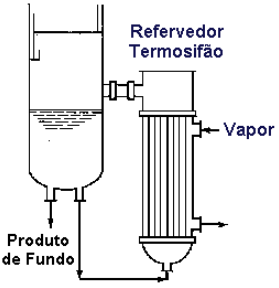 Refervedor
Termosifão
Vapor
Produto
de Fundo